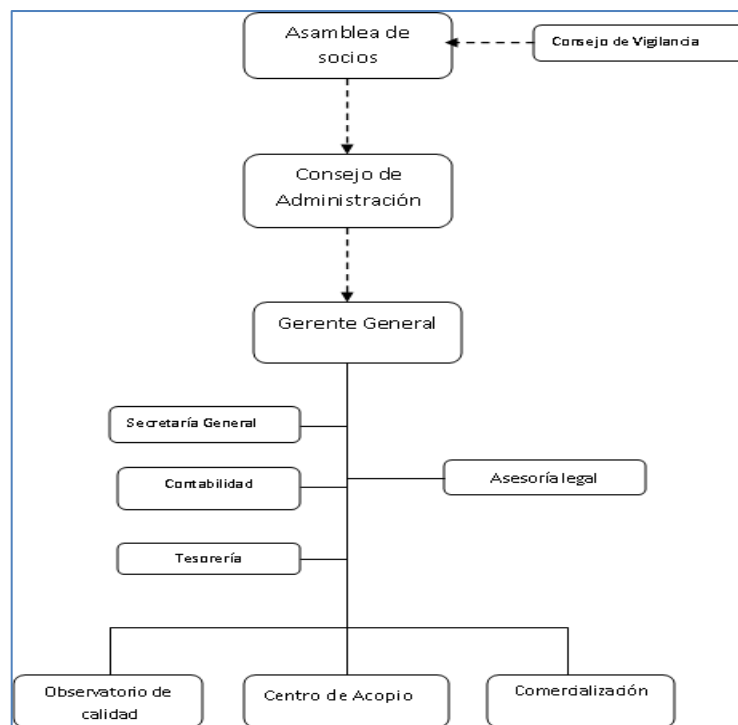 Asamblea de
socios
Consejo de Vigilancia
Consejo de
Administración
Gerente General
Secretaría General
Contabilidad
Asesoría legal
Tesorería
Observatorio de
calidad
Centro de Acopio
Comercialización